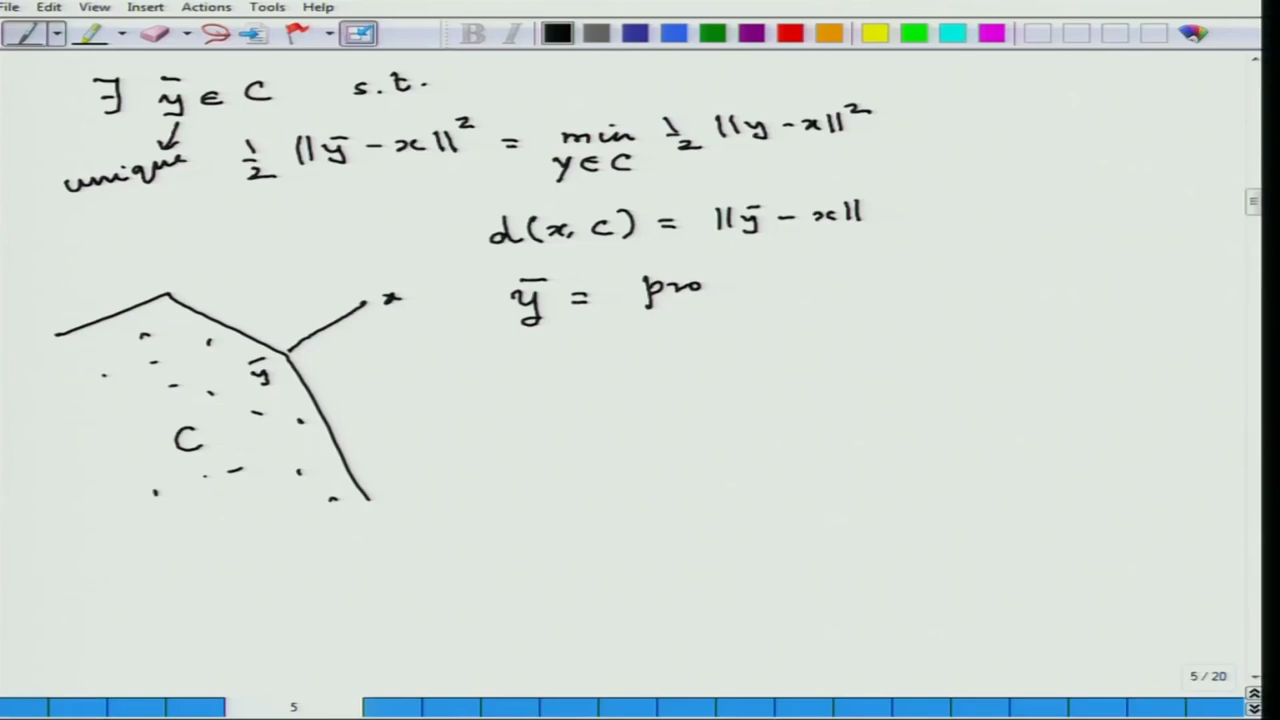 File Edit View Insert Actions Tools Help
B I
∃ ȳ ∈ C s.t.
unique
1/2 ||ȳ - x||² = min 1/2 ||y - x||²
y ∈ C
d(x, C) = ||ȳ - x||
ȳ = pro
x
ȳ
C
5 / 20
5